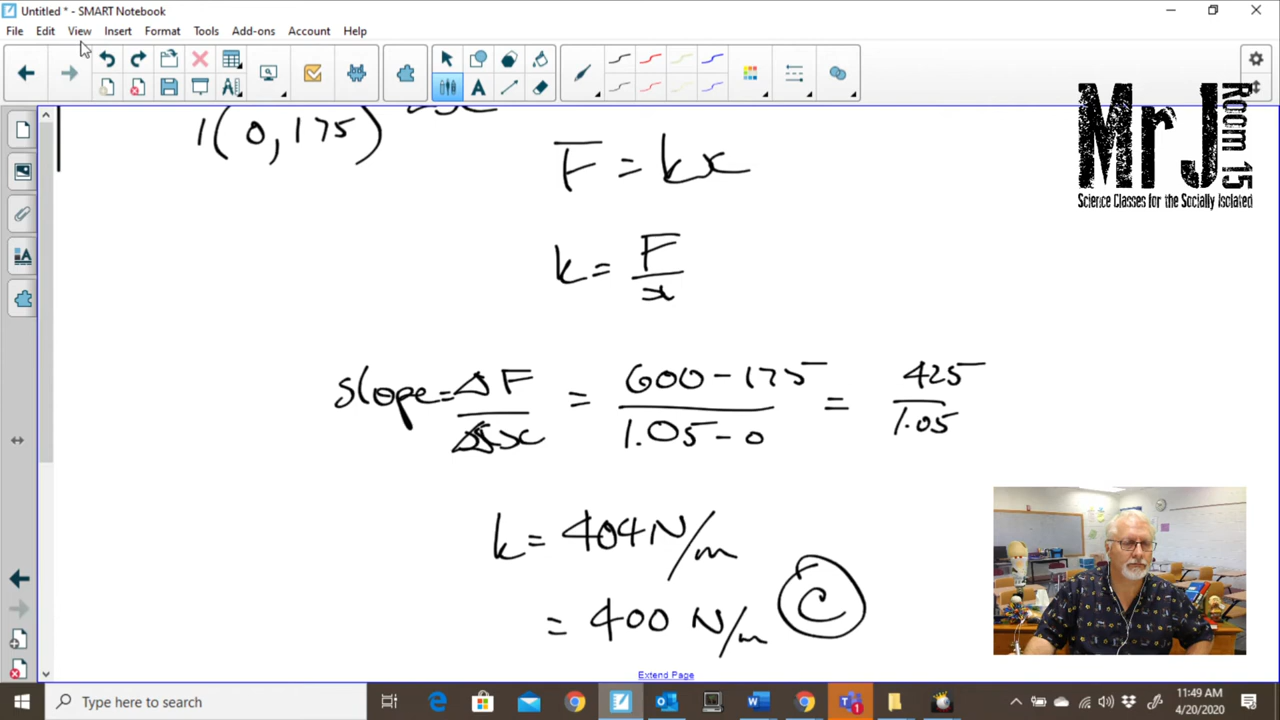 Untitled * - SMART Notebook
File Edit View Insert Format Tools Add-ons Account Help
Mr J Room 15
Science Classes for the Socially Isolated
1(0,175)
F = kx
k = F/x
slope = ΔF/Δx = 600 - 175/1.05 - 0 = 425/1.05
k = 404 N/m
= 400 N/m C
Extend Page
Type here to search
11:49 AM
4/20/2020